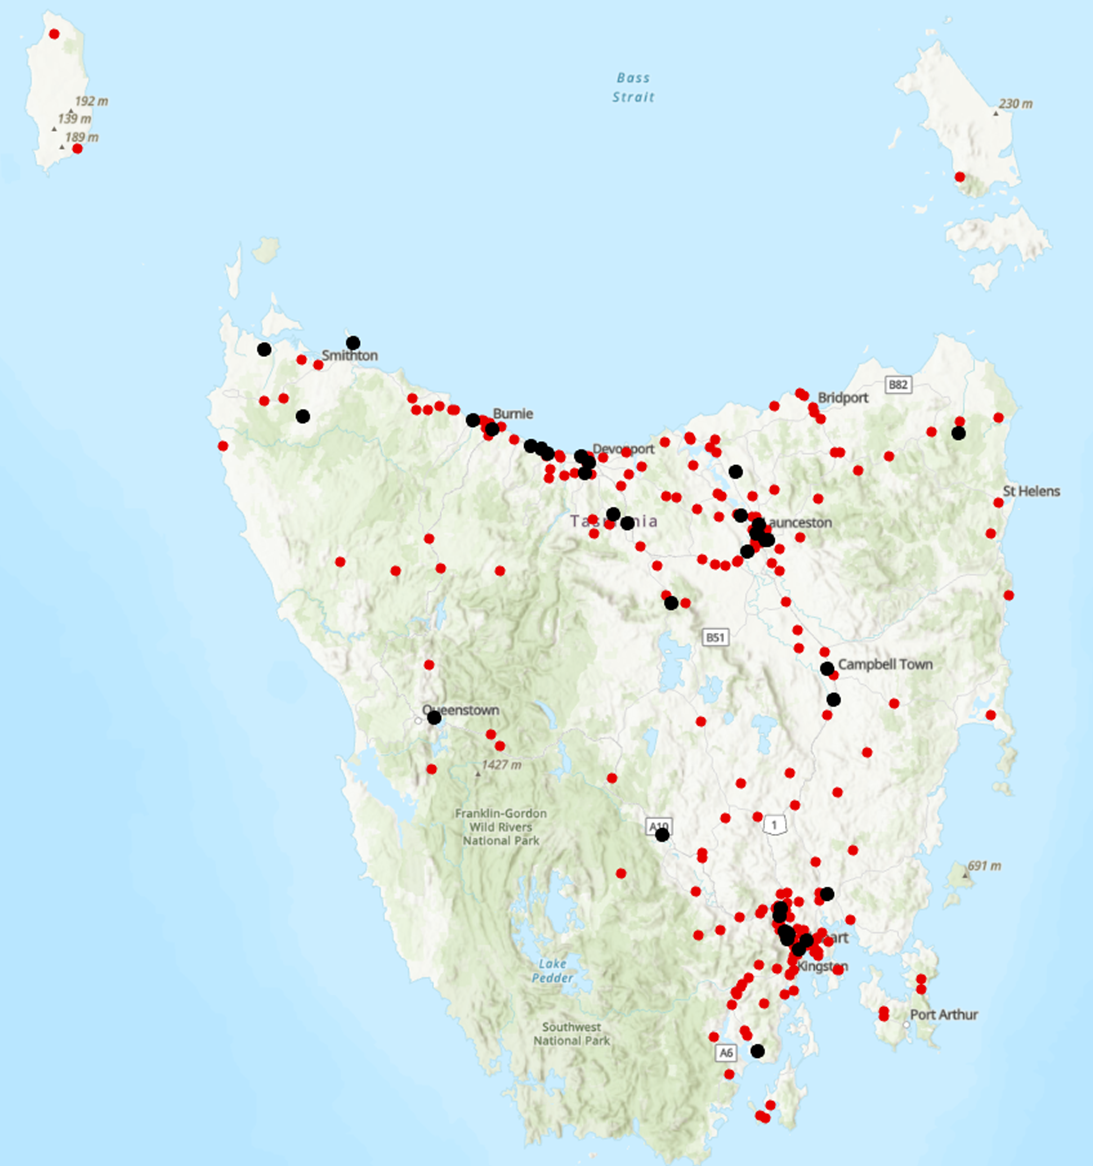 Bass
Strait
192 m
139 m
189 m
230 m
Smithton
B82
Bridport
Burnie
Devonport
St Helens
Tasmania
Launceston
B51
Campbell Town
Queenstown
1427 m
Franklin-Gordon
Wild Rivers
National Park
A10
1
691 m
Kingston
Lake
Pedder
Port Arthur
Southwest
National Park
A6